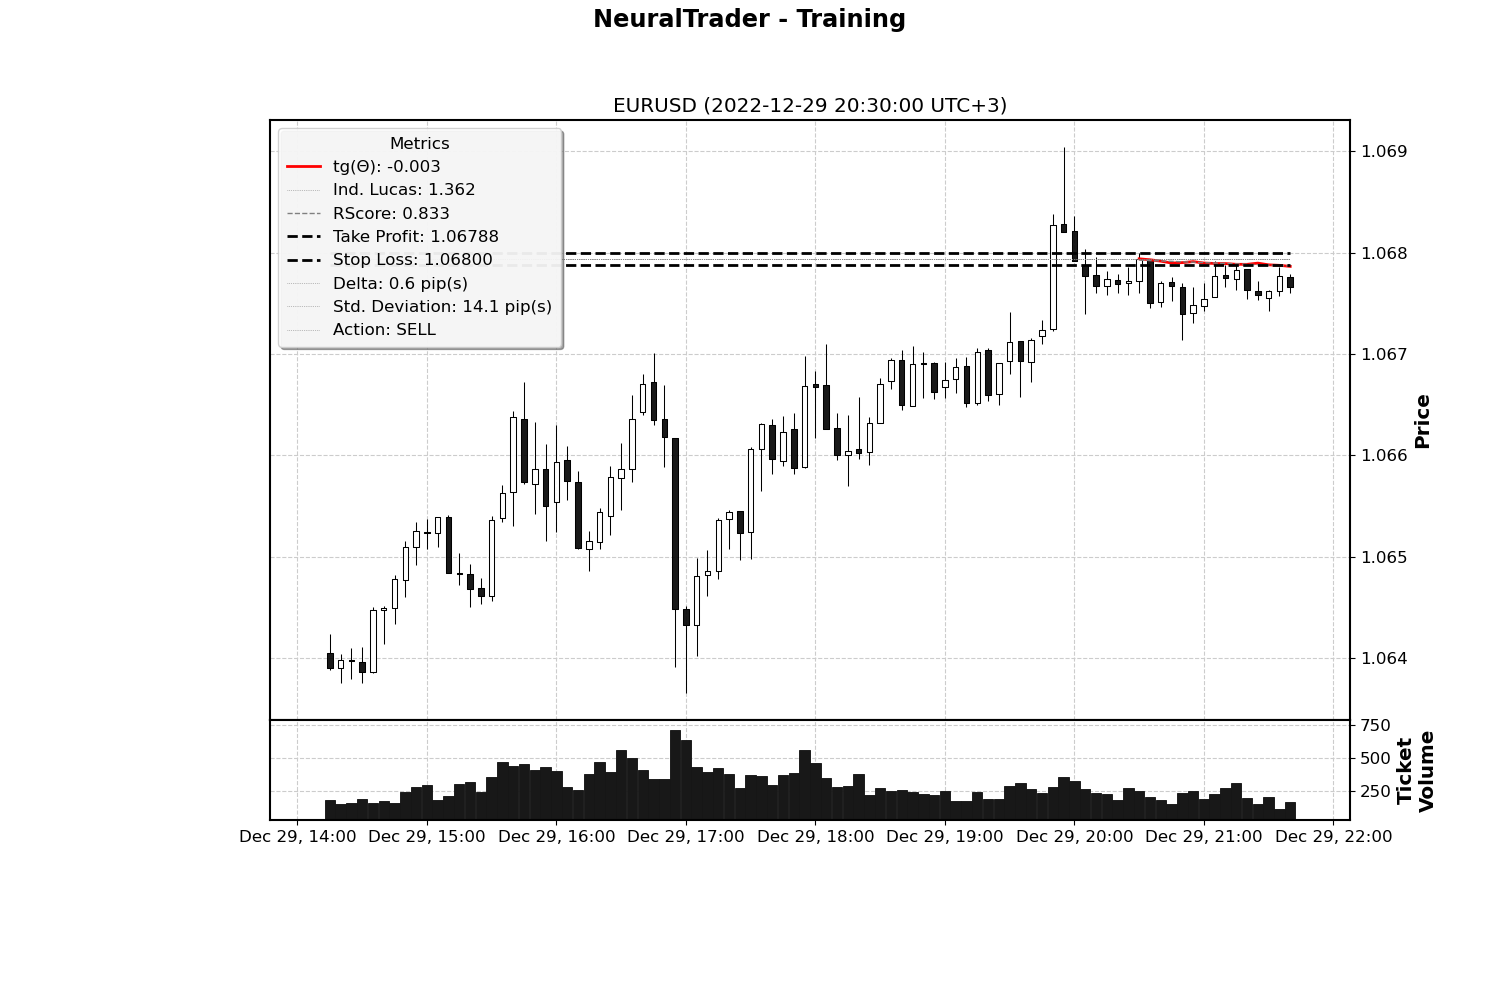 NeuralTrader - Training
EURUSD (2022-12-29 20:30:00 UTC+3)
Metrics
tg(Θ): -0.003
Ind. Lucas: 1.362
RScore: 0.833
Take Profit: 1.06788
Stop Loss: 1.06800
Delta: 0.6 pip(s)
Std. Deviation: 14.1 pip(s)
Action: SELL
1.069
1.068
1.067
1.066
1.065
1.064
Price
750
500
250
Ticket
Volume
Dec 29, 14:00 Dec 29, 15:00 Dec 29, 16:00 Dec 29, 17:00 Dec 29, 18:00 Dec 29, 19:00 Dec 29, 20:00 Dec 29, 21:00 Dec 29, 22:00